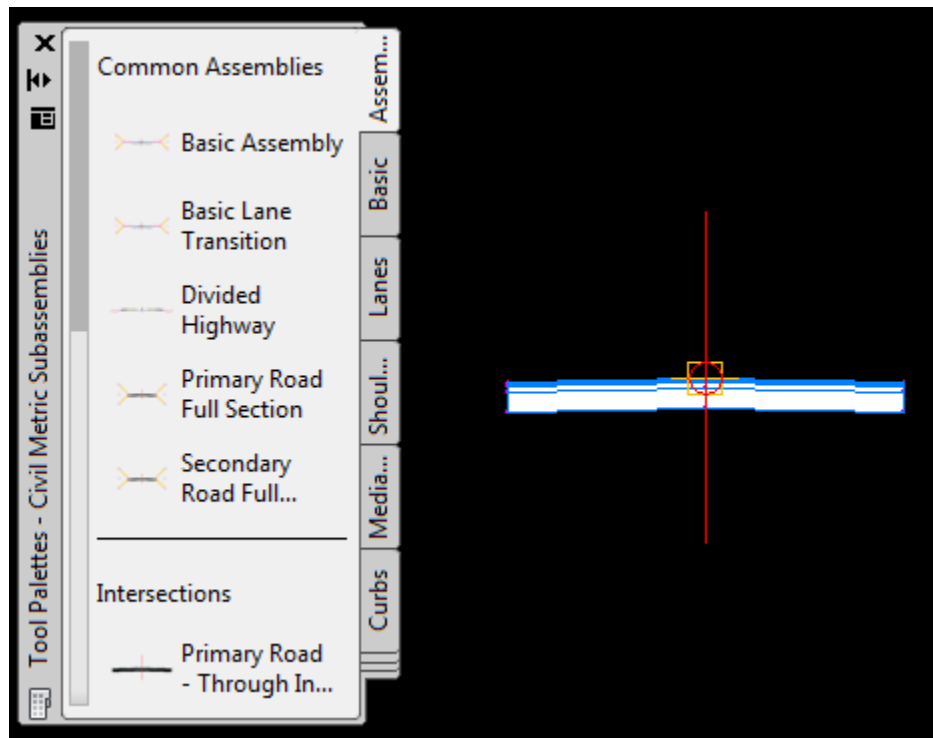 Common Assemblies
Basic Assembly
Basic Lane
Transition
Divided
Highway
Primary Road
Full Section
Secondary
Road Full...
Intersections
Primary Road
- Through In...
Assem...
Basic
Lanes
Shoul...
Media...
Curbs
Tool Palettes - Civil Metric Subassemblies